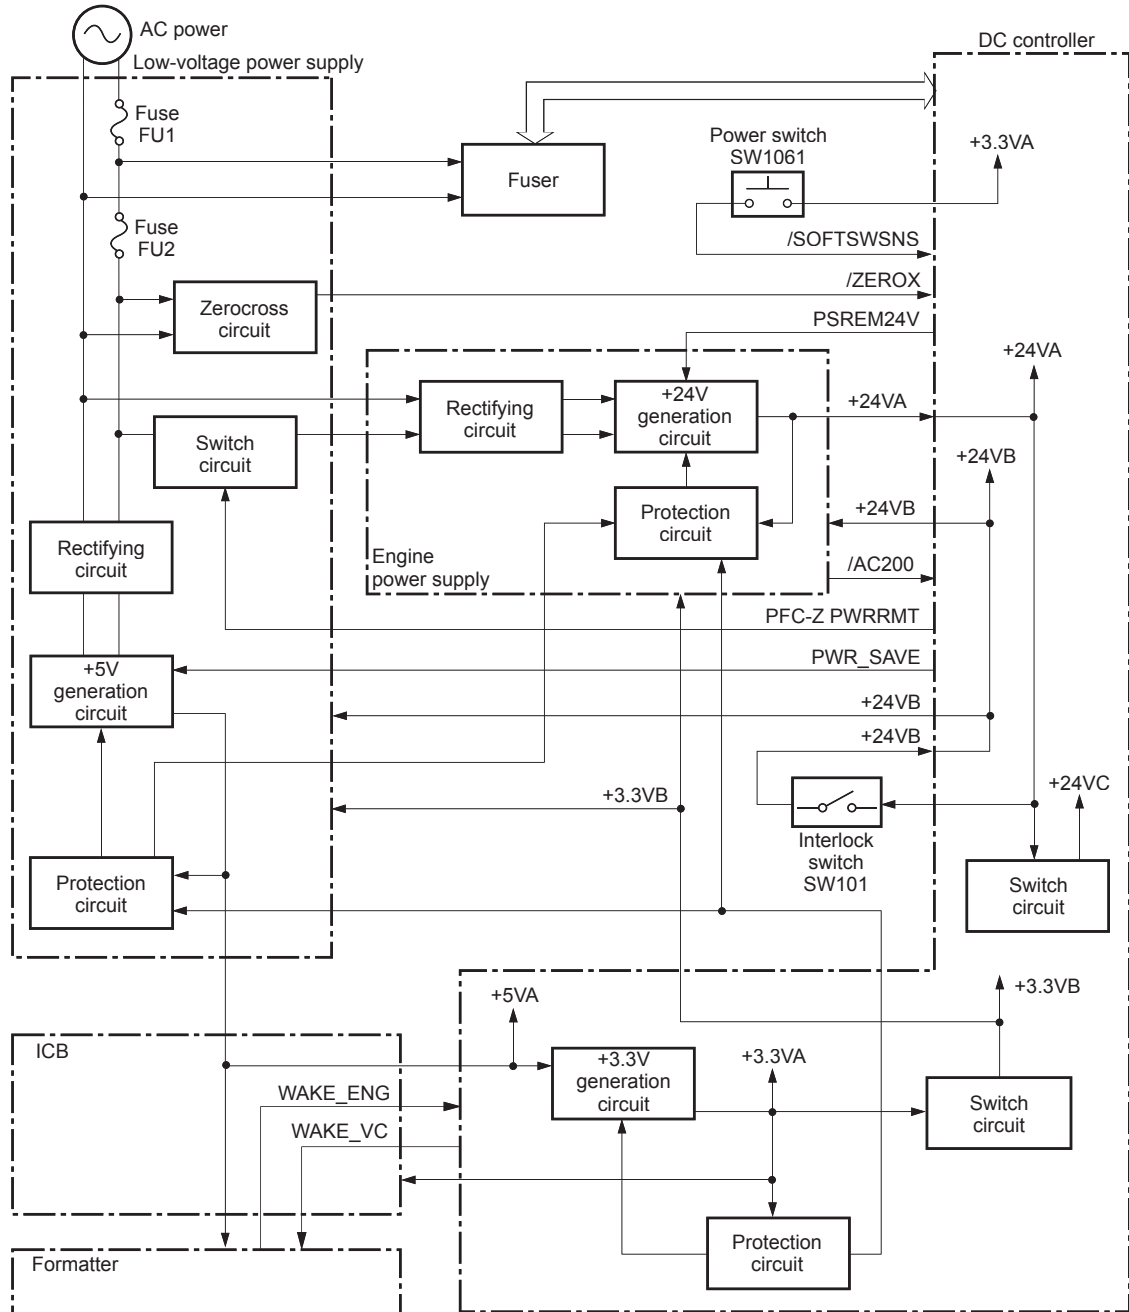 AC power
Low-voltage power supply
DC controller
Fuse
FU1
Fuser
Power switch
SW1061
+3.3VA
Fuse
FU2
/SOFTSWSNS
Zerocross
circuit
/ZEROX
PSREM24V
+24VA
Rectifying
circuit
+24V
generation
circuit
+24VA
Switch
circuit
+24VB
Protection
circuit
+24VB
Rectifying
circuit
Engine
power supply
/AC200
PFC-Z PWRRMT
+5V
generation
circuit
PWR_SAVE
+24VB
+24VB
+3.3VB
+24VC
Interlock
switch
SW101
Protection
circuit
Switch
circuit
+5VA
+3.3VB
ICB
+3.3V
generation
circuit
+3.3VA
WAKE_ENG
Switch
circuit
WAKE_VC
Protection
circuit
Formatter